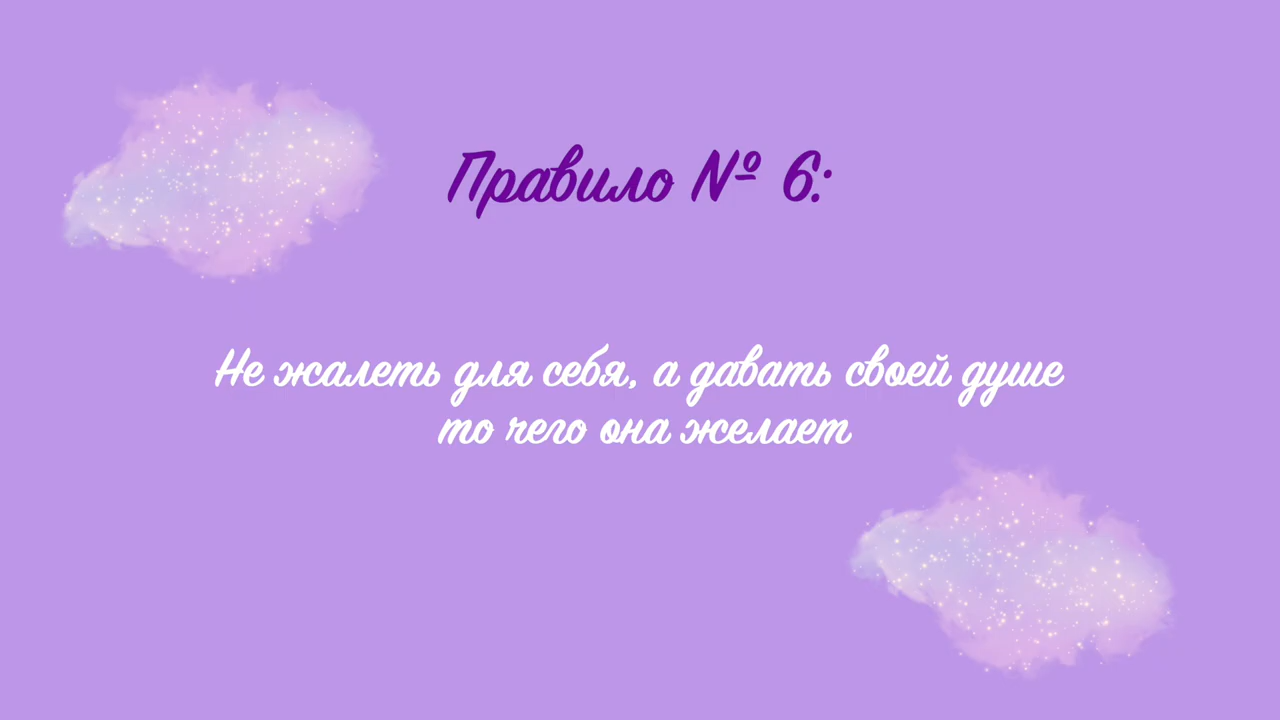 Правило № 6:
Не жалеть для себя, а давать своей душе
то чего она желает